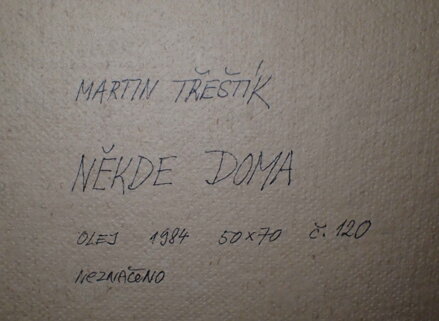 MARTIN TŘEŠTÍK
NĚKDE DOMA
OLEJ 1984 50x70 č. 120
NEZNAČENO